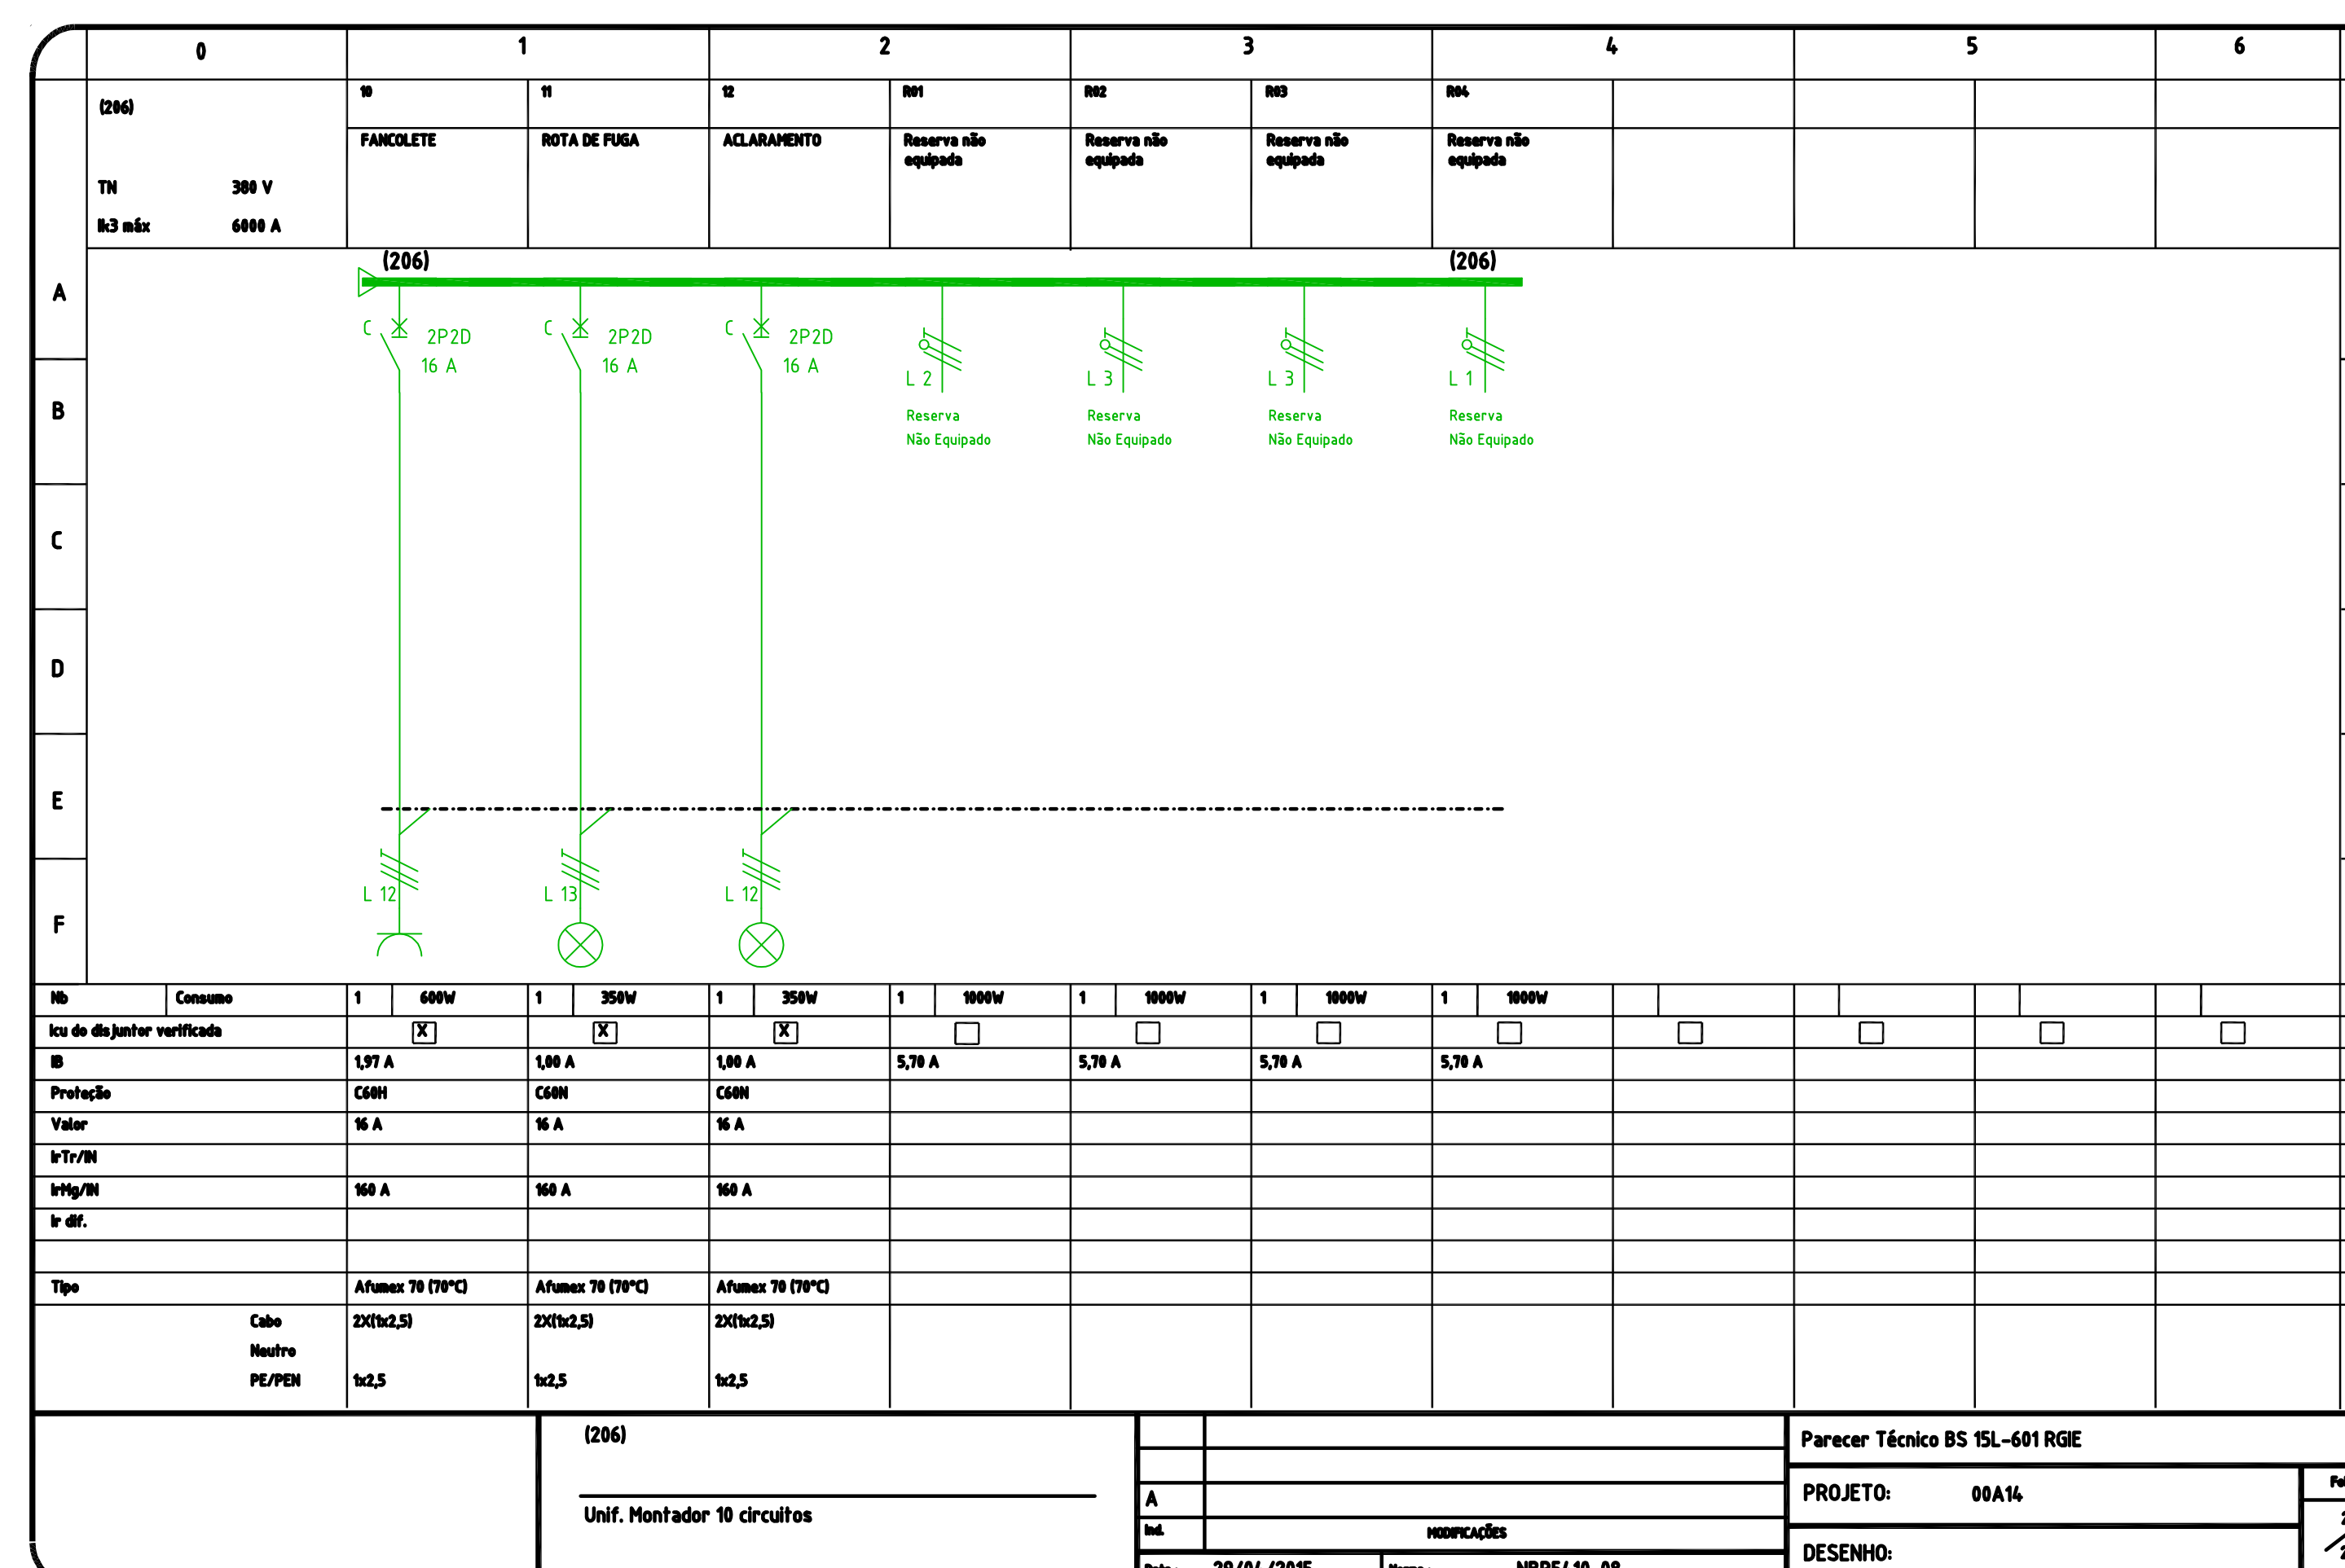 0 1 2 3 4 5 6
(206) 10 11 12 R01 R02 R03 R04
FANCOLETE ROTA DE FUGA ACLARAMENTO Reserva não Reserva não Reserva não Reserva não
equipada equipada equipada equipada
TN 380 V
Ik3 máx 6000 A
(206) (206)
A
C 2P2D C 2P2D C 2P2D
16 A 16 A 16 A
L 2 L 3 L 3 L 1
B
Reserva Reserva Reserva Reserva
Não Equipado Não Equipado Não Equipado Não Equipado
C
D
E
L 12 L 13 L 12
F
Nb Consumo 1 600W 1 350W 1 350W 1 1000W 1 1000W 1 1000W 1 1000W
Icu do disjuntor verificada X X X
IB 1,97 A 1,00 A 1,00 A 5,70 A 5,70 A 5,70 A 5,70 A
Proteção C60H C60N C60N
Valor 16 A 16 A 16 A
IrTr/IN
IrMg/IN 160 A 160 A 160 A
Ir dif.
Tipo Afumex 70 (70°C) Afumex 70 (70°C) Afumex 70 (70°C)
Cabo 2X(1x2,5) 2X(1x2,5) 2X(1x2,5)
Neutro
PE/PEN 1x2,5 1x2,5 1x2,5
(206)
Unif. Montador 10 circuitos
A
Ind. MODIFICAÇÕES
Parecer Técnico BS 15L-601 RGIE
PROJETO: 00A14
DESENHO: